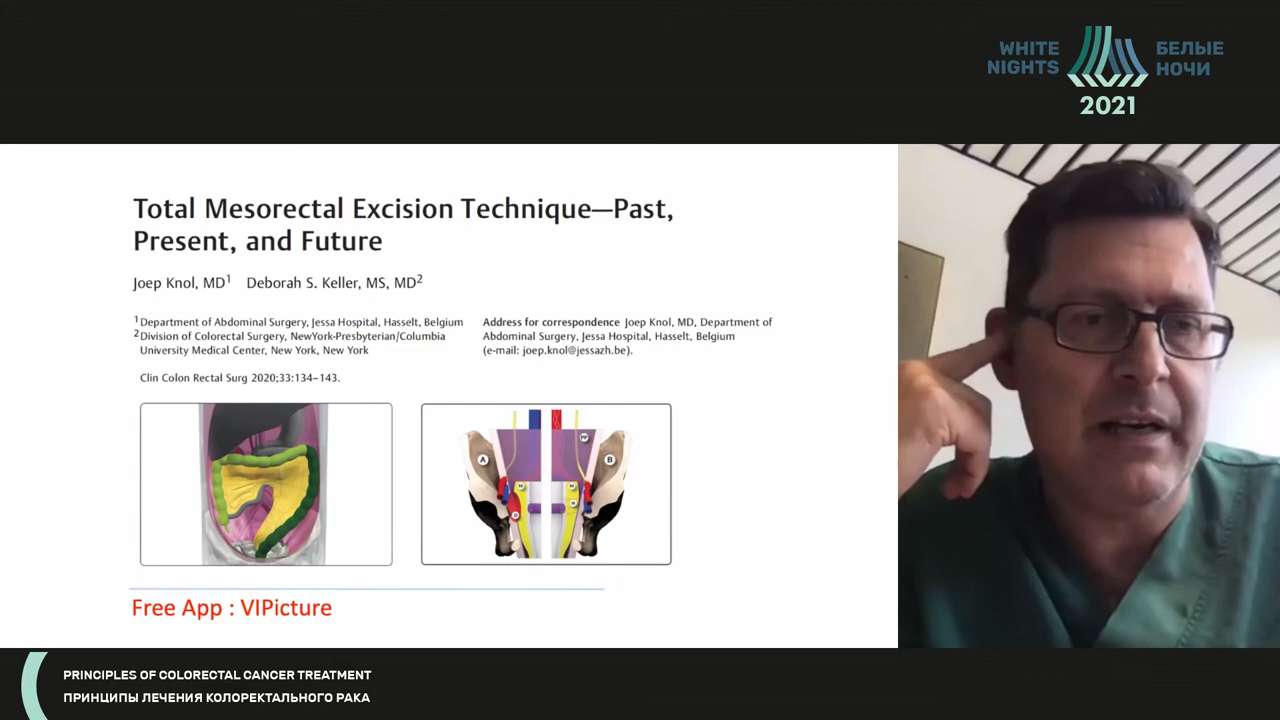 WHITE
NIGHTS
БЕЛЫЕ
НОЧИ
2021
Total Mesorectal Excision Technique—Past,
Present, and Future
Joep Knol, MD1 Deborah S. Keller, MS, MD2
1Department of Abdominal Surgery, Jessa Hospital, Hasselt, Belgium
2Division of Colorectal Surgery, NewYork-Presbyterian/Columbia
University Medical Center, New York, New York
Address for correspondence Joep Knol, MD, Department of
Abdominal Surgery, Jessa Hospital, Hasselt, Belgium
(e-mail: joep.knol@jessazh.be).
Clin Colon Rectal Surg 2020;33:134–143.
A
B
Free App : VIPicture
PRINCIPLES OF COLORECTAL CANCER TREATMENT
ПРИНЦИПЫ ЛЕЧЕНИЯ КОЛОРЕКТАЛЬНОГО РАКА